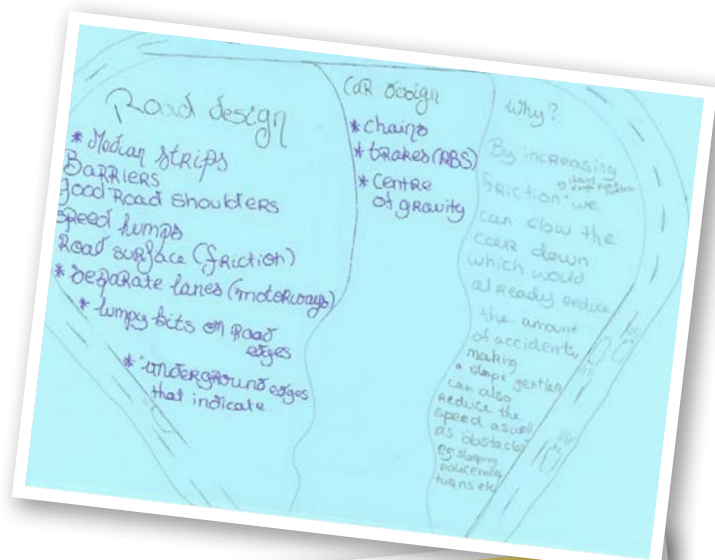 Road design
* Median strips
Barriers
good Road shoulders
speed humps
Road surface (friction)
* separate lanes (motorways)
* lumpy bits on road
edges
* underground edges
that indicate
Car design
* chains
* brakes (ABS)
* Centre
of gravity
Why?
By increasing
friction we
can slow the
car down
which would
already reduce
the amount
of accidents,
making
a slope gentler
can also
reduce the
speed aswell
as obstacles
eg sleeping
policemen,
turns etc